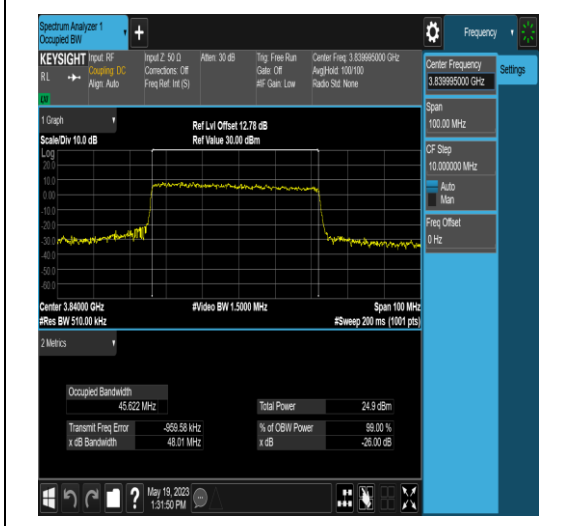 Spectrum Analyzer 1
Occupied BW
Frequency
KEYSIGHT
R L
LXI
Input: RF
Coupling: DC
Align: Auto
Input Z: 50 Ω
Corrections: Off
Freq Ref: Int (S)
Atten: 30 dB
Trig: Free Run
Gate: Off
#IF Gain: Low
Center Freq: 3.839995000 GHz
Avg|Hold: 100/100
Radio Std: None
Center Frequency
3.839995000 GHz
Settings
Span
100.00 MHz
CF Step
10.000000 MHz
Auto
Man
Freq Offset
0 Hz
1 Graph
Scale/Div 10.0 dB
Ref Lvl Offset 12.78 dB
Ref Value 30.00 dBm
Log
20.0
10.0
0.00
-10.0
-20.0
-30.0
-40.0
-50.0
-60.0
Center 3.84000 GHz
#Video BW 1.5000 MHz
Span 100 MHz
#Res BW 510.00 kHz
#Sweep 200 ms (1001 pts)
2 Metrics
Occupied Bandwidth
45.622 MHz
Total Power 24.9 dBm
Transmit Freq Error -959.58 kHz
% of OBW Power 99.00 %
x dB Bandwidth 48.01 MHz
x dB -26.00 dB
?
May 19, 2023
1:31:50 PM